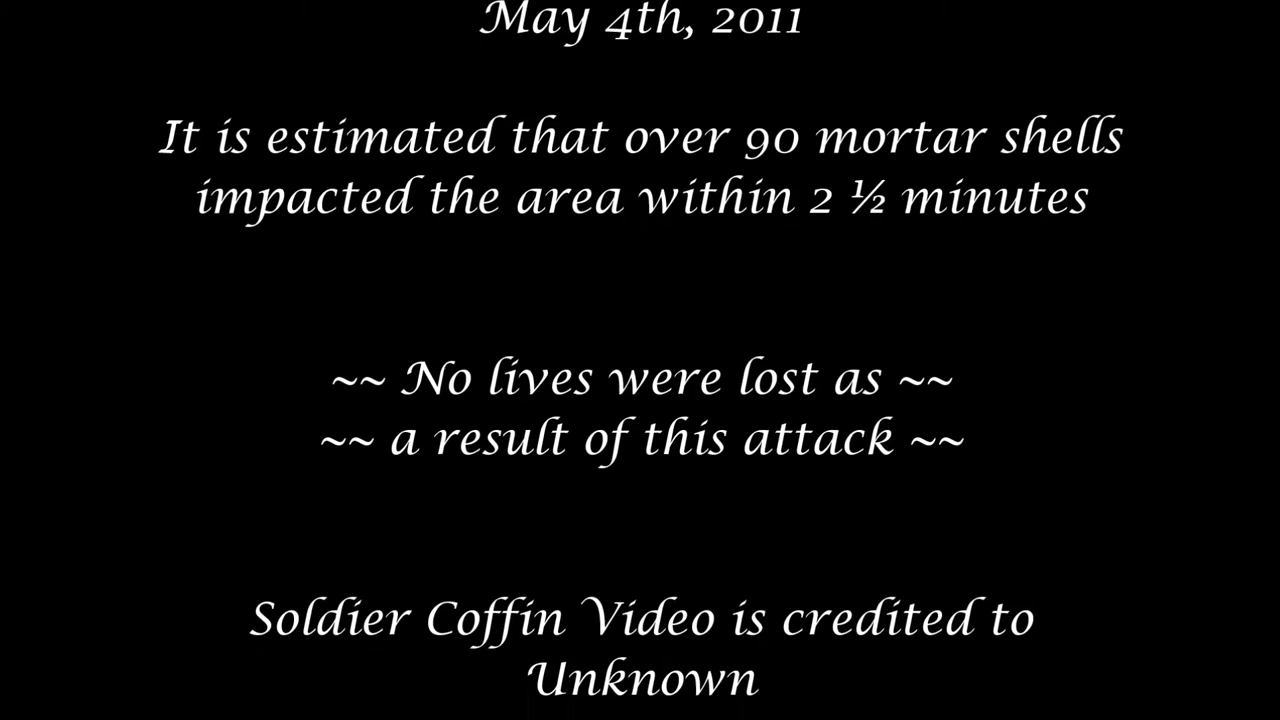 May 4th, 2011
It is estimated that over 90 mortar shells
impacted the area within 2 ½ minutes
~~ No lives were lost as ~~
~~ a result of this attack ~~
Soldier Coffin Video is credited to
Unknown